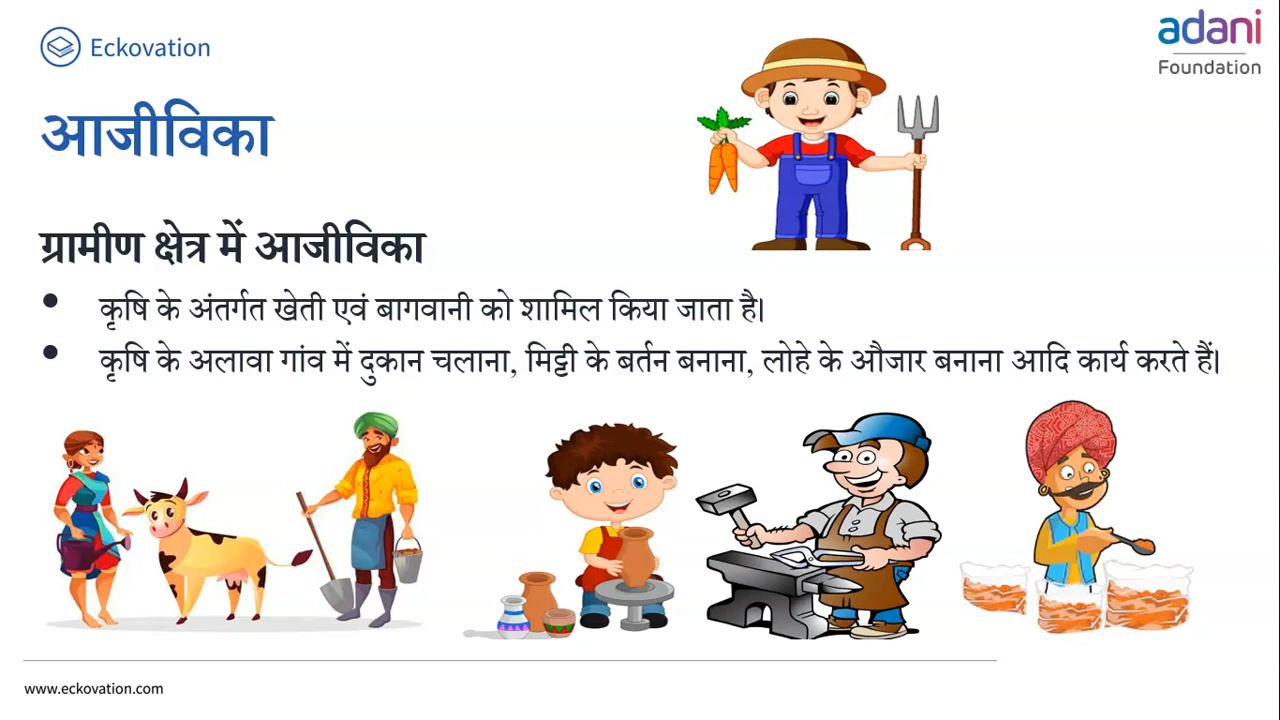 Eckovation
adani
Foundation
आजीविका
ग्रामीण क्षेत्र में आजीविका
• कृषि के अंतर्गत खेती एवं बागवानी को शामिल किया जाता है।
• कृषि के अलावा गांव में दुकान चलाना, मिट्टी के बर्तन बनाना, लोहे के औजार बनाना आदि कार्य करते हैं।
www.eckovation.com